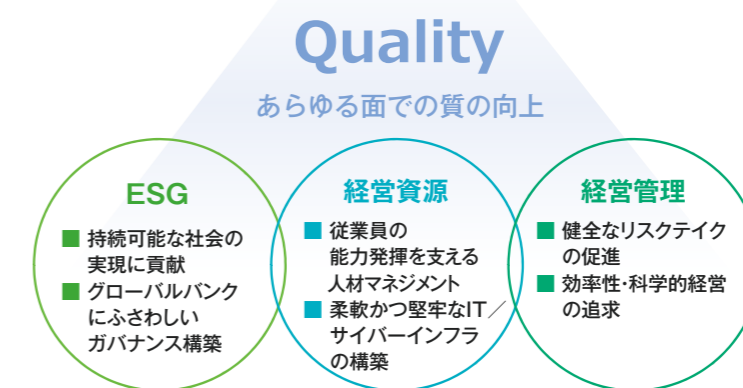 Quality
あらゆる面での質の向上
ESG
■ 持続可能な社会の
実現に貢献
■ グローバルバンク
にふさわしい
ガバナンス構築
経営資源
■ 従業員の
能力発揮を支える
人材マネジメント
■ 柔軟かつ堅牢なIT／
サイバーインフラ
の構築
経営管理
■ 健全なリスクテイク
の促進
■ 効率性・科学的経営
の追求